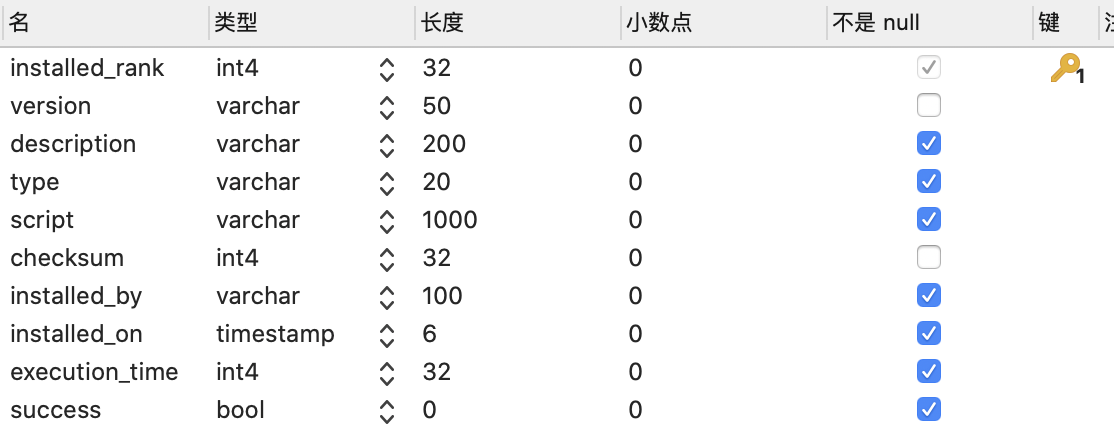 名 类型 长度 小数点 不是 null 键
installed_rank int4 32 0 1
version varchar 50 0
description varchar 200 0
type varchar 20 0
script varchar 1000 0
checksum int4 32 0
installed_by varchar 100 0
installed_on timestamp 6 0
execution_time int4 32 0
success bool 0 0